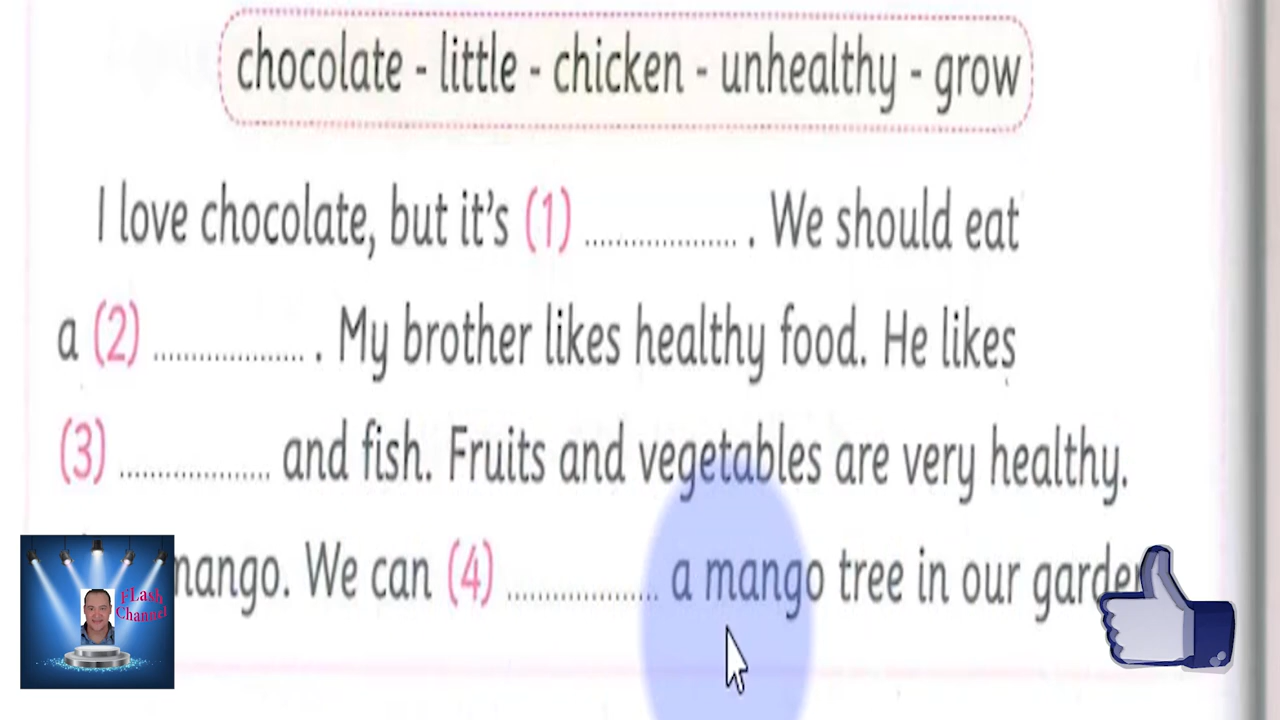 chocolate - little - chicken - unhealthy - grow
I love chocolate, but it's (1) .................... . We should eat
a (2) .................... . My brother likes healthy food. He likes
(3) .................... and fish. Fruits and vegetables are very healthy.
mango. We can (4) .................... a mango tree in our garden
FLash
Channel